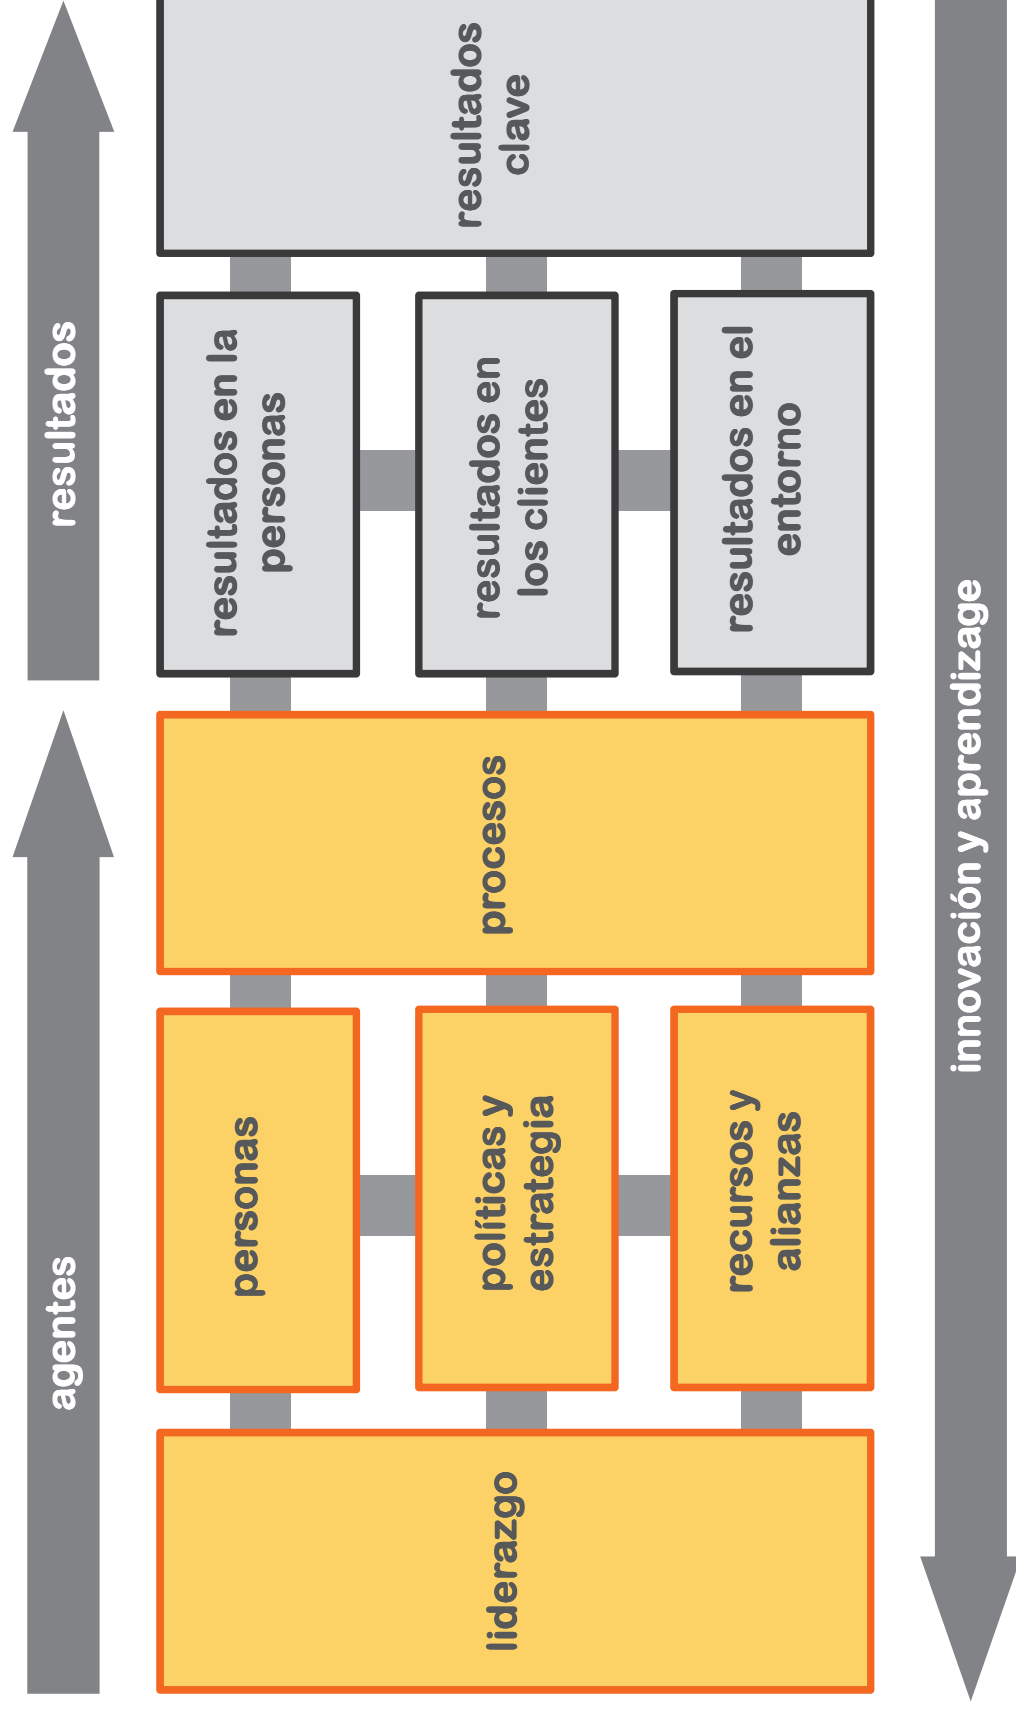 agentes
resultados
liderazgo
personas
políticas y
estrategia
recursos y
alianzas
procesos
resultados en la
personas
resultados en
los clientes
resultados en el
entorno
resultados
clave
innovación y aprendizage